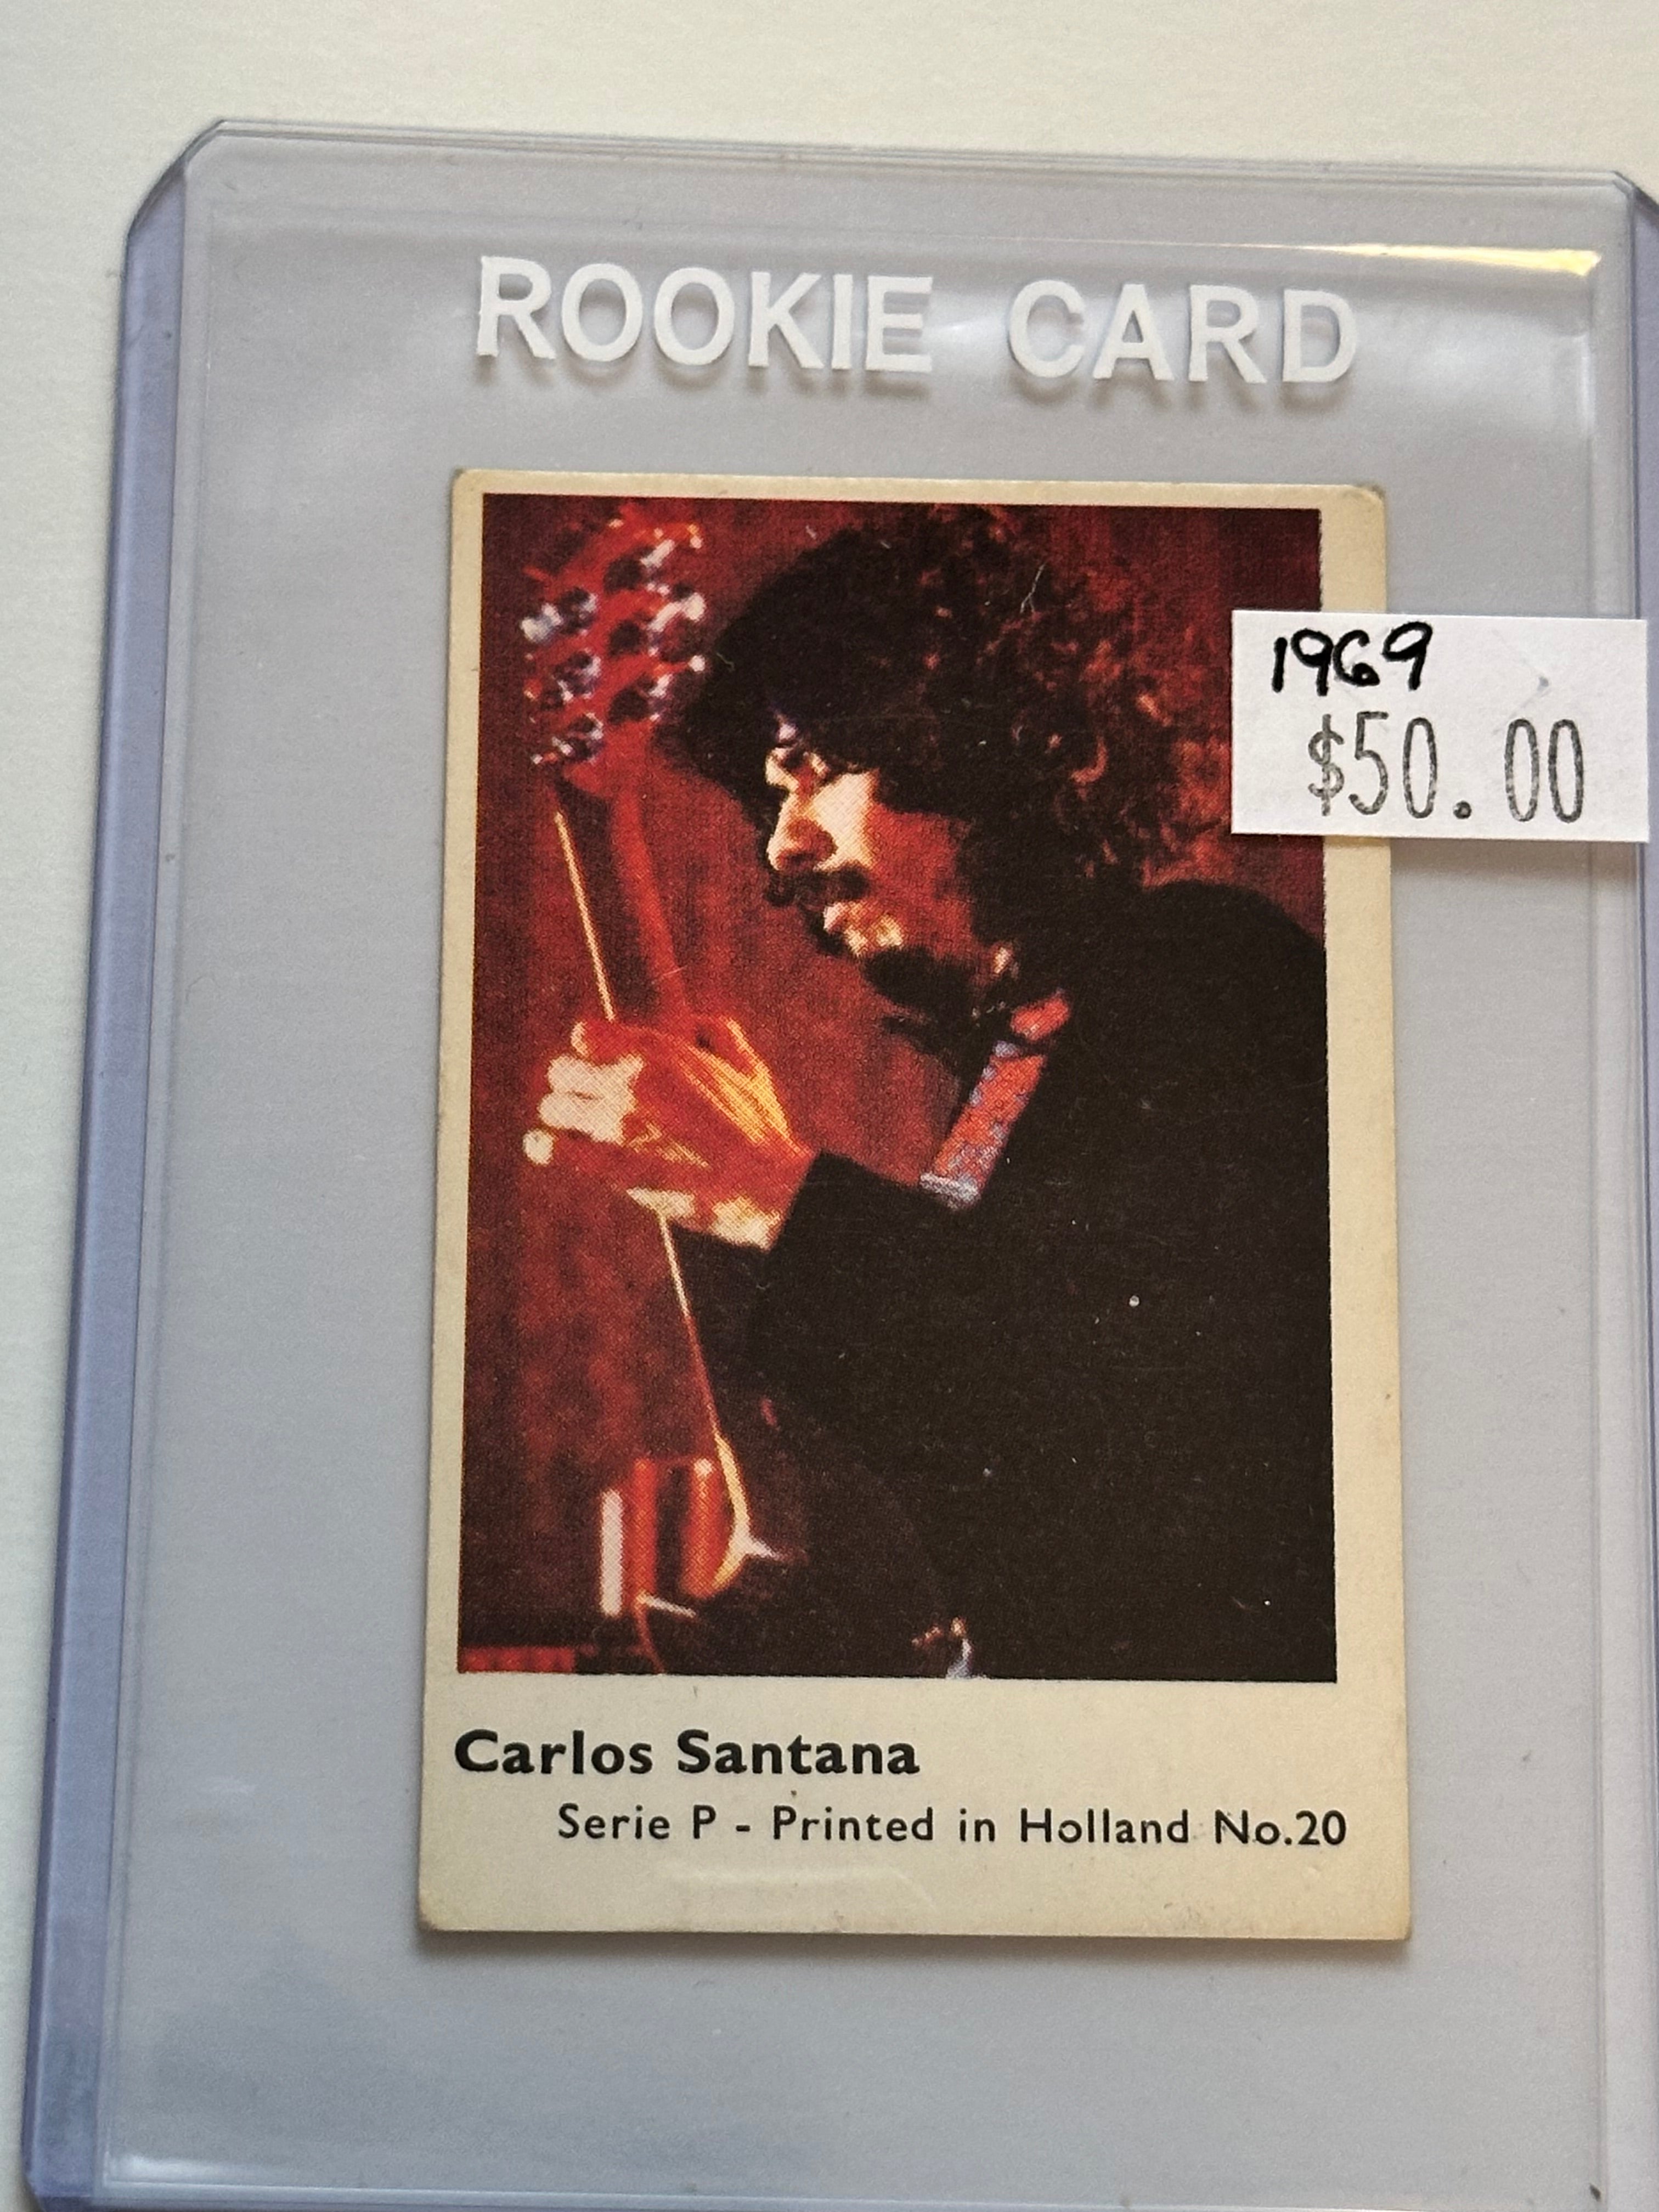 ROOKIE CARD
1969
$50.00
Carlos Santana
Serie P - Printed in Holland No.20